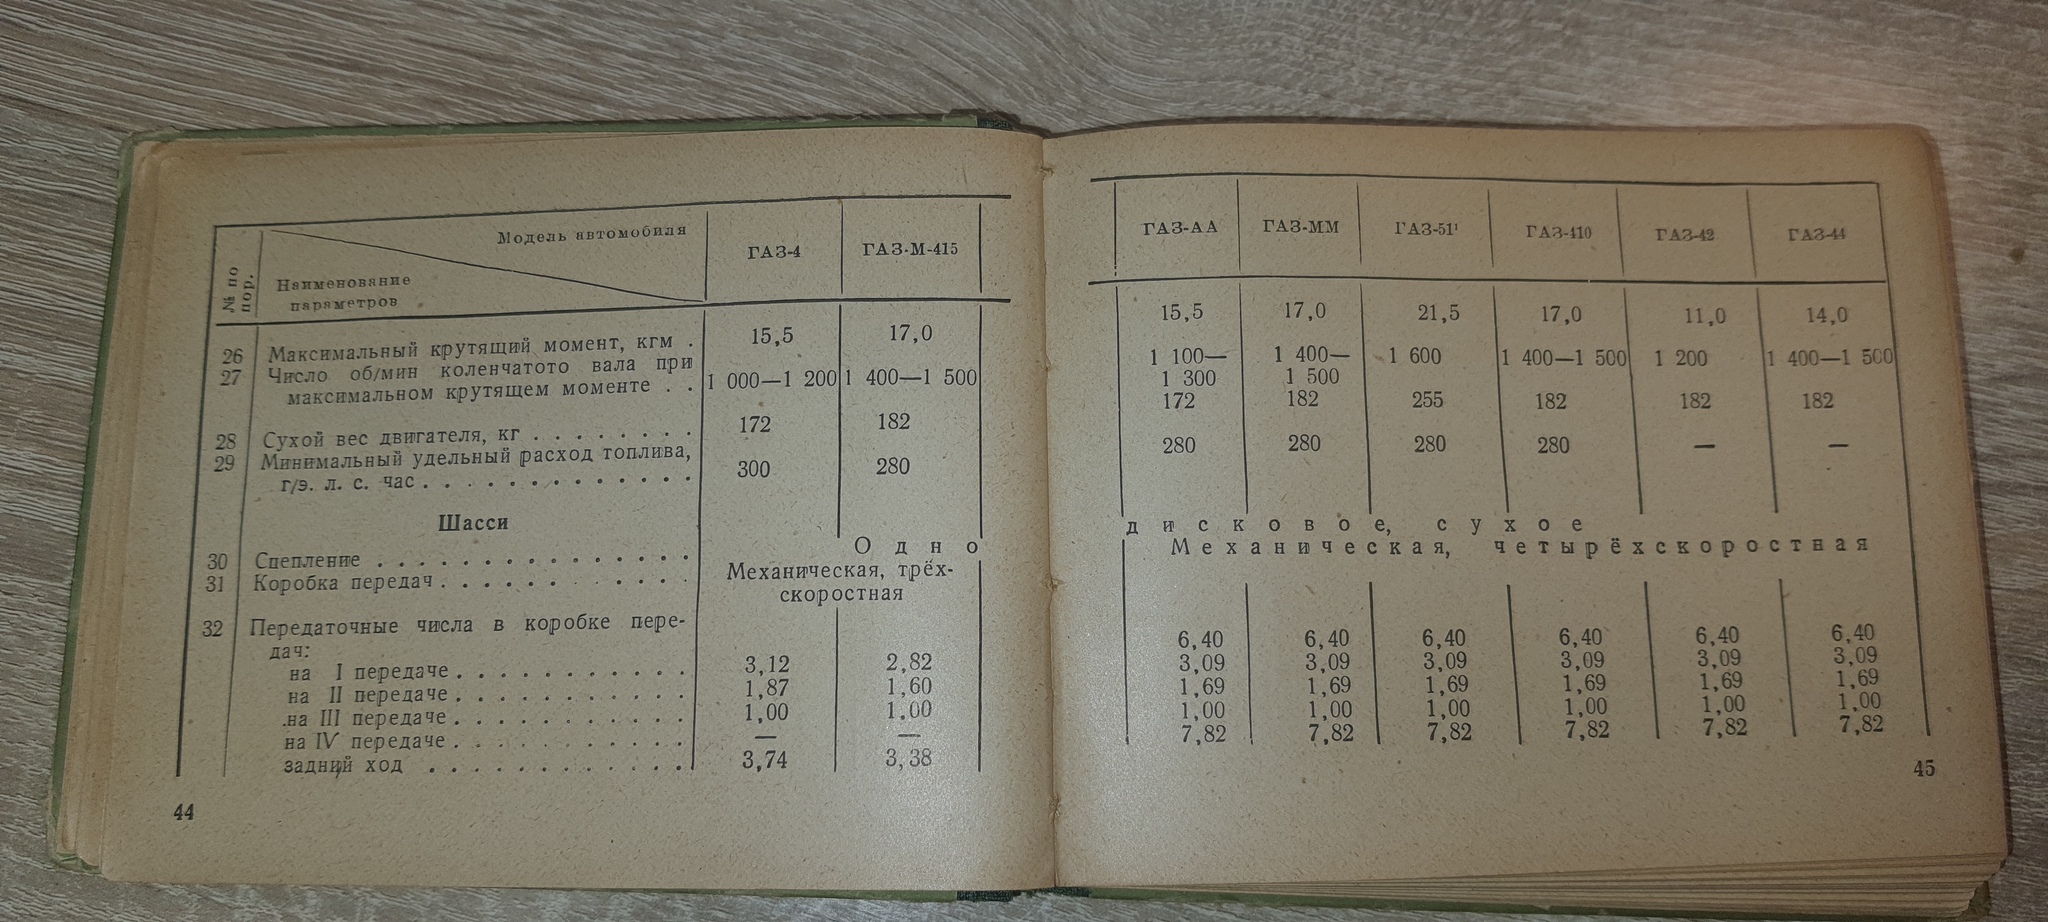 Модель автомобиля
№ по пор.
Наименование
параметров
ГАЗ-4
ГАЗ-М-415
26 Максимальный крутящий момент, кгм . 15,5 17,0
27 Число об/мин коленчатото вала при
максимальном крутящем моменте . . 1 000—1 200 1 400—1 500
28 Сухой вес двигателя, кг . . . . . . . . 172 182
29 Минимальный удельный расход топлива,
г/э. л. с. час . . . . . . . . . . . . . 300 280
Шасси
30 Спепление . . . . . . . . . . . . . . . Одно
31 Коробка передач . . . . . . . . . . . Механическая, трёх-
скоростная
32 Передаточные числа в коробке пере-
дач:
на I передаче . . . . . . . . . . . 3,12 2,82
на II передаче . . . . . . . . . . . 1,87 1,60
на III передаче . . . . . . . . . . . 1,00 1.00
на IV передаче . . . . . . . . . . . — —
задний ход . . . . . . . . . . . . 3,74 3,38
44
ГАЗ-АА ГАЗ-ММ ГАЗ-51¹ ГАЗ-410 ГАЗ-42 ГАЗ-44
15,5 17,0 21,5 17,0 11,0 14,0
1 100— 1 400— 1 600 1 400—1 500 1 200 1 400—1 500
1 300 1 500
172 182 255 182 182 182
280 280 280 280 — —
дисковое, сухое
Механическая, четырёхскоростная
6,40 6,40 6,40 6,40 6,40 6,40
3,09 3,09 3,09 3,09 3,09 3,09
1,69 1,69 1,69 1,69 1,69 1,69
1,00 1,00 1,00 1,00 1,00 1,00
7,82 7,82 7,82 7,82 7,82 7,82
45